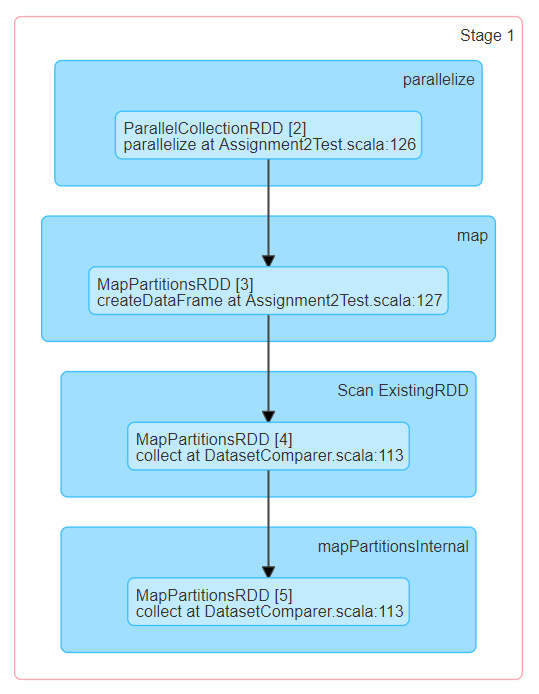 Stage 1
parallelize
ParallelCollectionRDD [2]
parallelize at Assignment2Test.scala:126
map
MapPartitionsRDD [3]
createDataFrame at Assignment2Test.scala:127
Scan ExistingRDD
MapPartitionsRDD [4]
collect at DatasetComparer.scala:113
mapPartitionsInternal
MapPartitionsRDD [5]
collect at DatasetComparer.scala:113